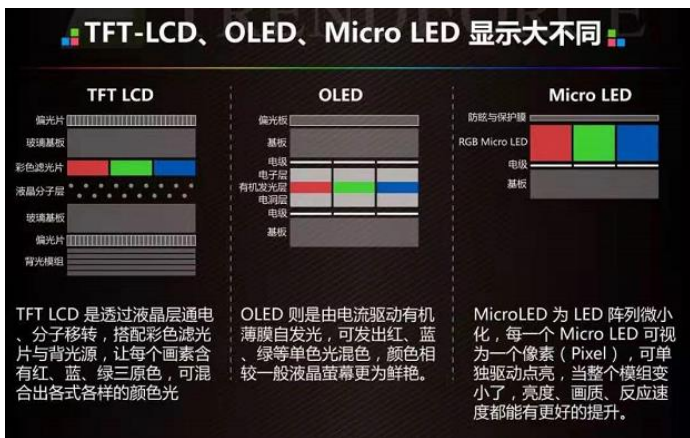 TFT-LCD、OLED、Micro LED 显示大不同
TFT LCD
偏光片
玻璃基板
彩色滤光片
液晶分子层
玻璃基板
偏光片
背光模组
TFT LCD 是透过液晶层通电
、分子移转，搭配彩色滤光
片与背光源，让每个画素含
有红、蓝、绿三原色，可混
合出各式各样的颜色光
OLED
偏光板
基板
电级
电子层
有机发光层
电洞层
电级
基板
OLED 则是由电流驱动有机
薄膜自发光，可发出红、蓝
、绿等单色光混色，颜色相
较一般液晶萤幕更为鲜艳。
Micro LED
防眩与保护膜
RGB Micro LED
电级
基板
MicroLED 为 LED 阵列微小
化，每一个 Micro LED 可视
为一个像素（Pixel），可单
独驱动点亮，当整个模组变
小了，亮度、画质、反应速
度都能有更好的提升。